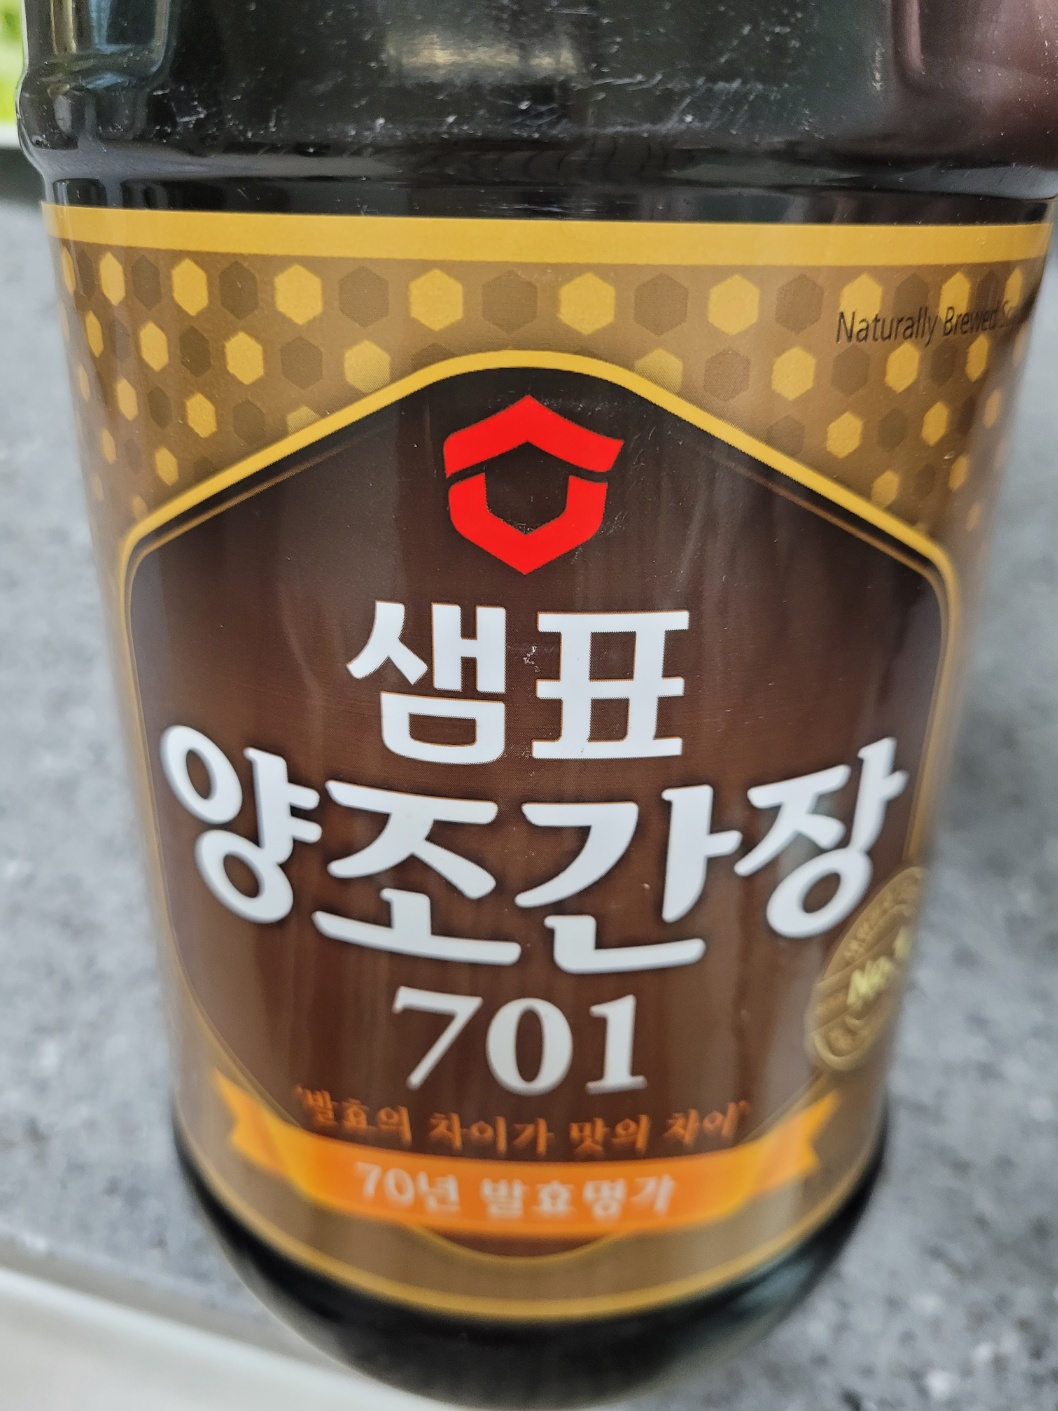 Naturally Brewed
샘표
양조간장
701
'발효의 차이가 맛의 차이'
70년 발효명가
No.